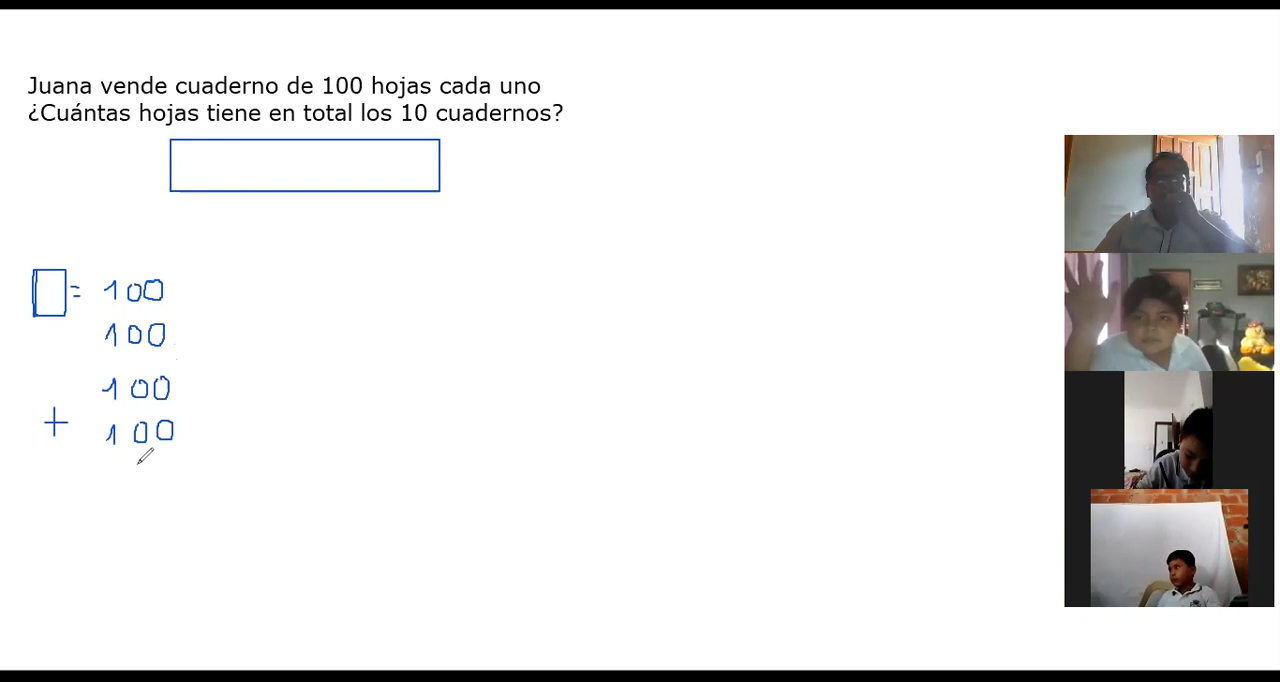 Juana vende cuaderno de 100 hojas cada uno
¿Cuántas hojas tiene en total los 10 cuadernos?
= 100
100
100
+ 100